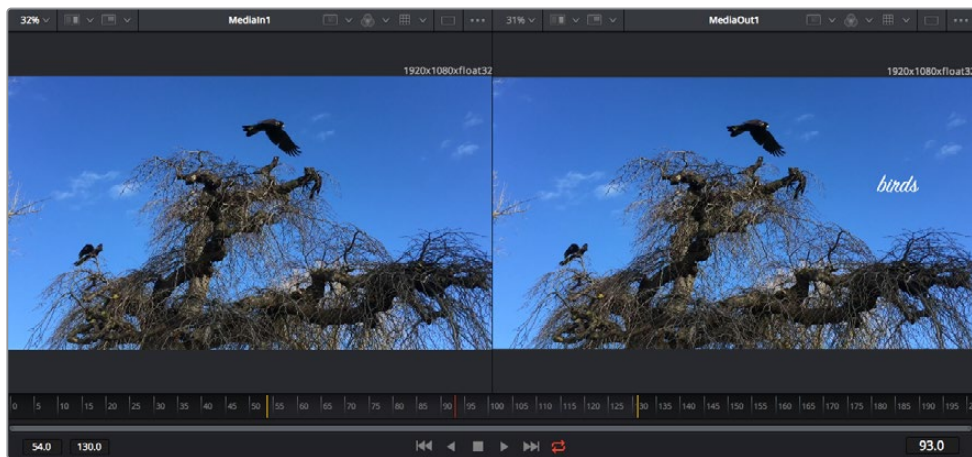 32% MediaIn1 31% MediaOut1
1920x1080xfloat32 1920x1080xfloat32
birds
0 5 10 15 20 25 30 35 40 45 50 55 60 65 70 75 80 85 90 95 100 105 110 115 120 125 130 135 140 145 150 155 160 165 170 175 180 185 190 195
54.0 130.0 93.0